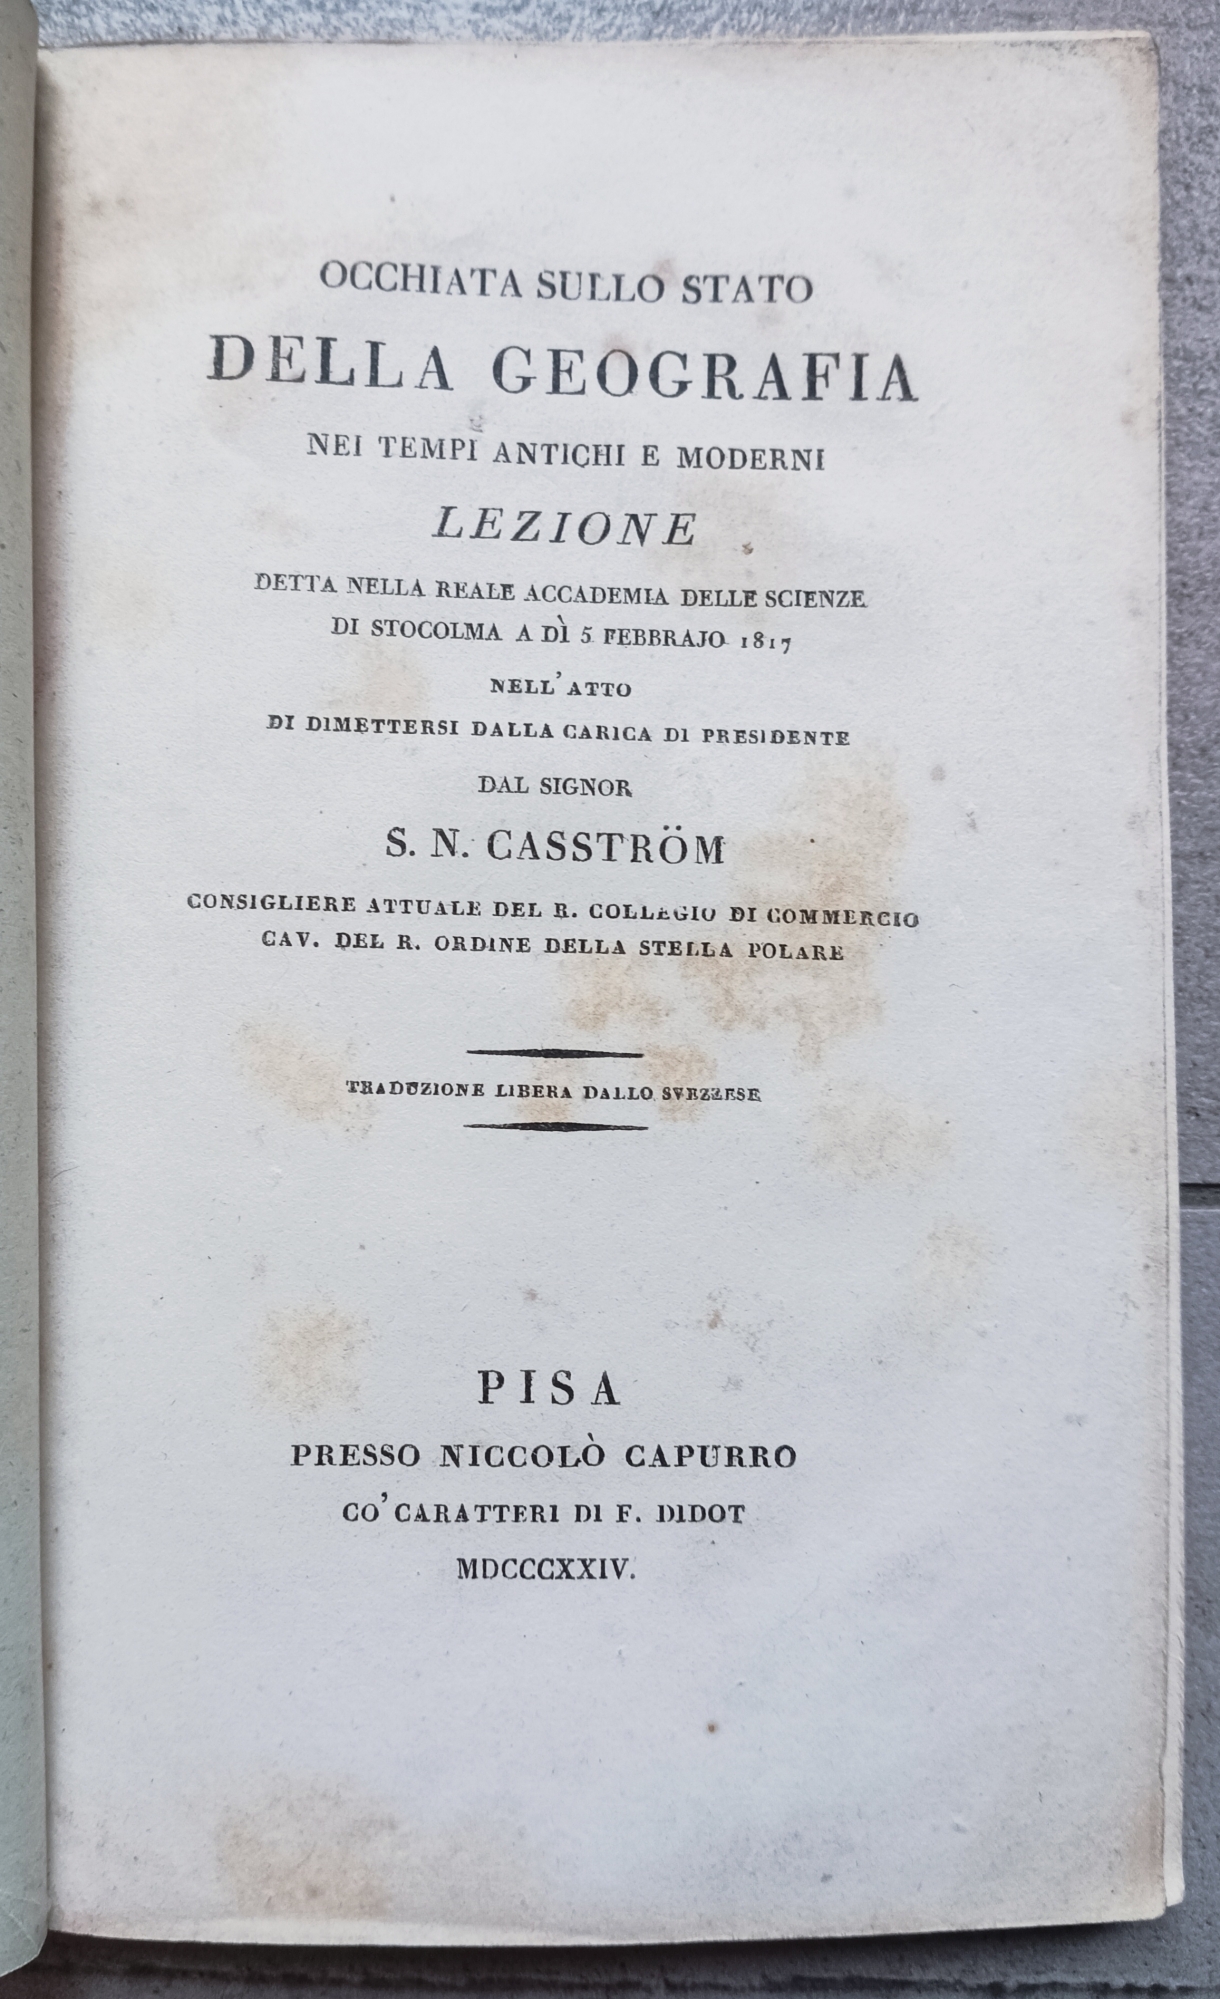 OCCHIATA SULLO STATO
DELLA GEOGRAFIA
NEI TEMPI ANTICHI E MODERNI
LEZIONE
DETTA NELLA REALE ACCADEMIA DELLE SCIENZE
DI STOCOLMA A DÌ 5 FEBBRAJO 1817
NELL'ATTO
DI DIMETTERSI DALLA CARICA DI PRESIDENTE
DAL SIGNOR
S. N. CASSTRÖM
CONSIGLIERE ATTUALE DEL R. COLLEGIO DI COMMERCIO
CAV. DEL R. ORDINE DELLA STELLA POLARE
TRADUZIONE LIBERA DALLO SVEZZESE
PISA
PRESSO NICCOLÒ CAPURRO
CO' CARATTERI DI F. DIDOT
MDCCCXXIV.